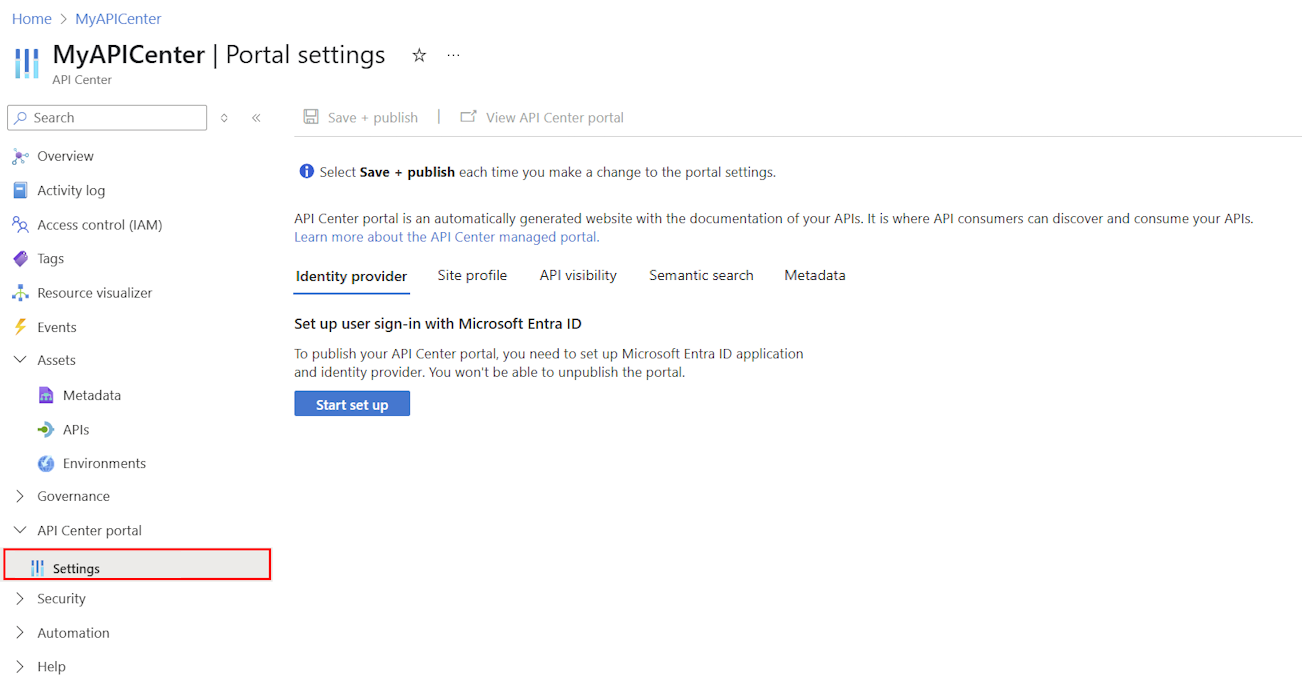 Home > MyAPICenter
MyAPICenter | Portal settings
API Center
Search
Save + publish | View API Center portal
Overview
Activity log
Access control (IAM)
Tags
Resource visualizer
Events
Assets
Metadata
APIs
Environments
Governance
API Center portal
Settings
Security
Automation
Help
Select Save + publish each time you make a change to the portal settings.
API Center portal is an automatically generated website with the documentation of your APIs. It is where API consumers can discover and consume your APIs.
Learn more about the API Center managed portal.
Identity provider Site profile API visibility Semantic search Metadata
Set up user sign-in with Microsoft Entra ID
To publish your API Center portal, you need to set up Microsoft Entra ID application
and identity provider. You won't be able to unpublish the portal.
Start set up